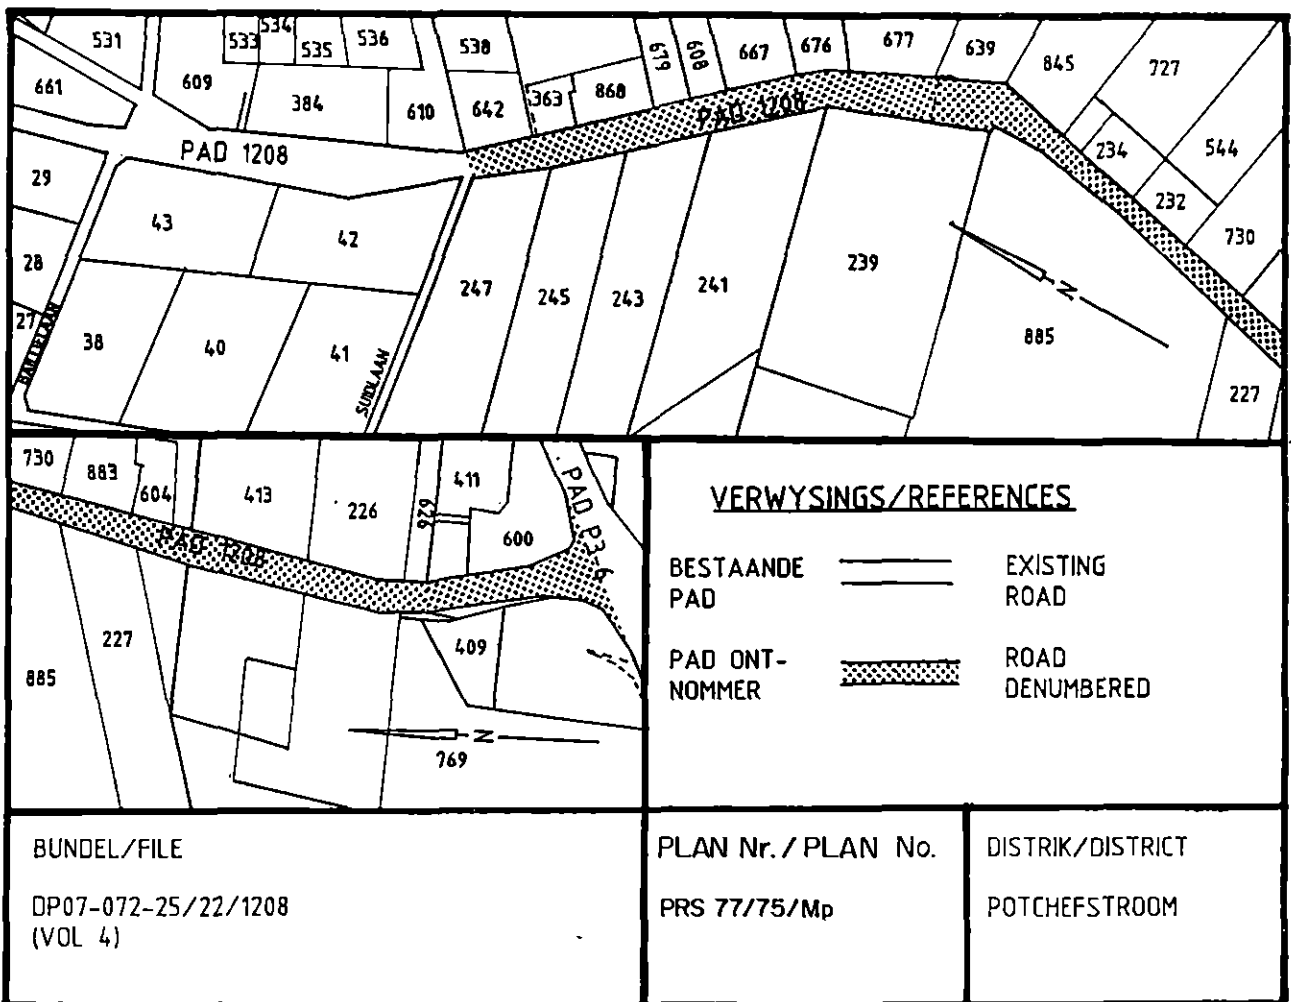 531
533
534
535
536
538
679
608
667
676
677
639
845
727
661
609
384
610
642
363
868
PAD 1208
PAD 1208
234
544
29
232
43
42
730
28
247
245
243
241
239
N
27
38
40
41
885
BARTELAAN
SUIDLAAN
227
730
883
604
413
226
626
411
600
PAD P3-6
PAD 1208
885
227
409
N
769
VERWYSINGS/REFERENCES
BESTAANDE
PAD
EXISTING
ROAD
PAD ONT-
NOMMER
ROAD
DENUMBERED
BUNDEL/FILE
DP07-072-25/22/1208
(VOL 4)
PLAN Nr. / PLAN No.
PRS 77/75/Mp
DISTRIK/DISTRICT
POTCHEFSTROOM